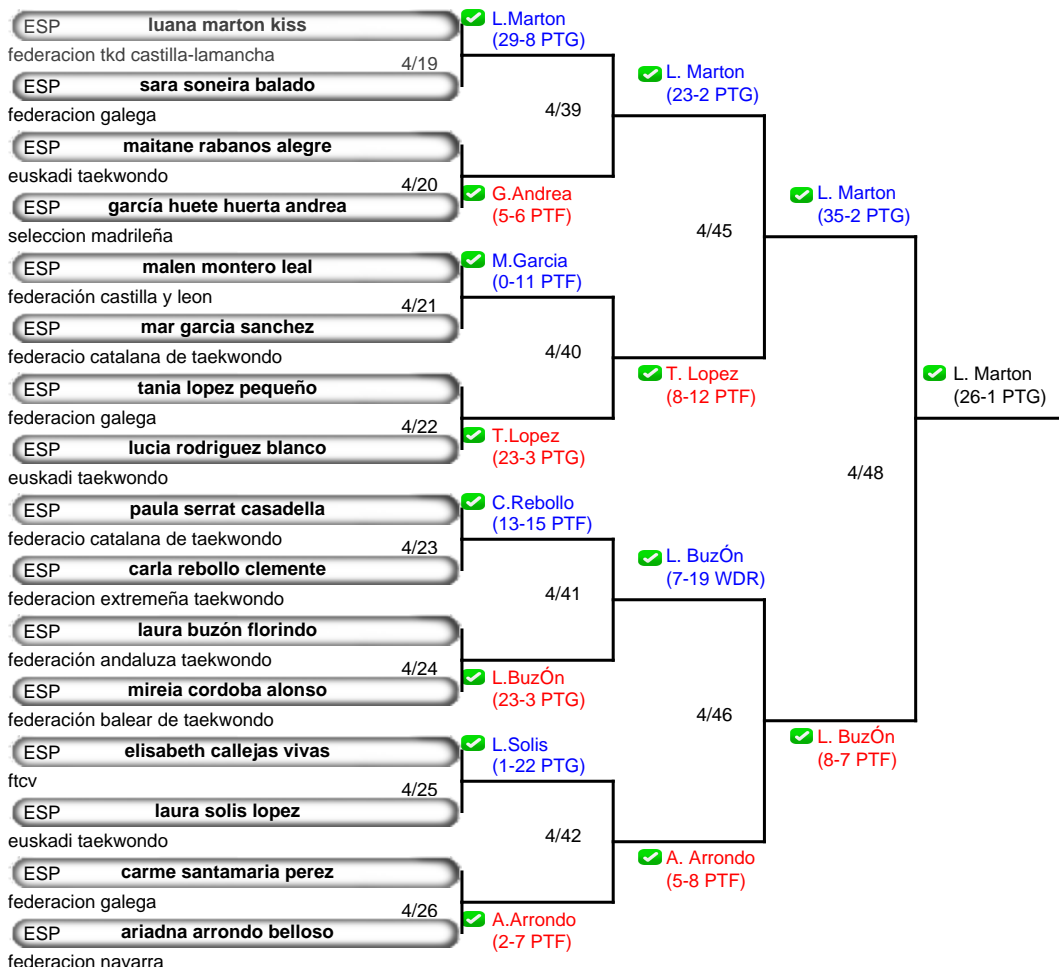 ESP luana marton kiss
federacion tkd castilla-lamancha
4/19
ESP sara soneira balado
federacion galega
ESP maitane rabanos alegre
euskadi taekwondo
4/20
ESP garcía huete huerta andrea
seleccion madrileña
ESP malen montero leal
federación castilla y leon
4/21
ESP mar garcia sanchez
federacio catalana de taekwondo
ESP tania lopez pequeño
federacion galega
4/22
ESP lucia rodriguez blanco
euskadi taekwondo
ESP paula serrat casadella
federacio catalana de taekwondo
4/23
ESP carla rebollo clemente
federacion extremeña taekwondo
ESP laura buzón florindo
federación andaluza taekwondo
4/24
ESP mireia cordoba alonso
federación balear de taekwondo
ESP elisabeth callejas vivas
ftcv
4/25
ESP laura solis lopez
euskadi taekwondo
ESP carme santamaria perez
federacion galega
4/26
ESP ariadna arrondo belloso
federacion navarra
L.Marton
(29-8 PTG)
4/39
G.Andrea
(5-6 PTF)
M.Garcia
(0-11 PTF)
4/40
T.Lopez
(23-3 PTG)
C.Rebollo
(13-15 PTF)
4/41
L.BuzÓn
(23-3 PTG)
L.Solis
(1-22 PTG)
4/42
A.Arrondo
(2-7 PTF)
L. Marton
(23-2 PTG)
4/45
T. Lopez
(8-12 PTF)
L. BuzÓn
(7-19 WDR)
4/46
A. Arrondo
(5-8 PTF)
L. Marton
(35-2 PTG)
4/48
L. BuzÓn
(8-7 PTF)
L. Marton
(26-1 PTG)